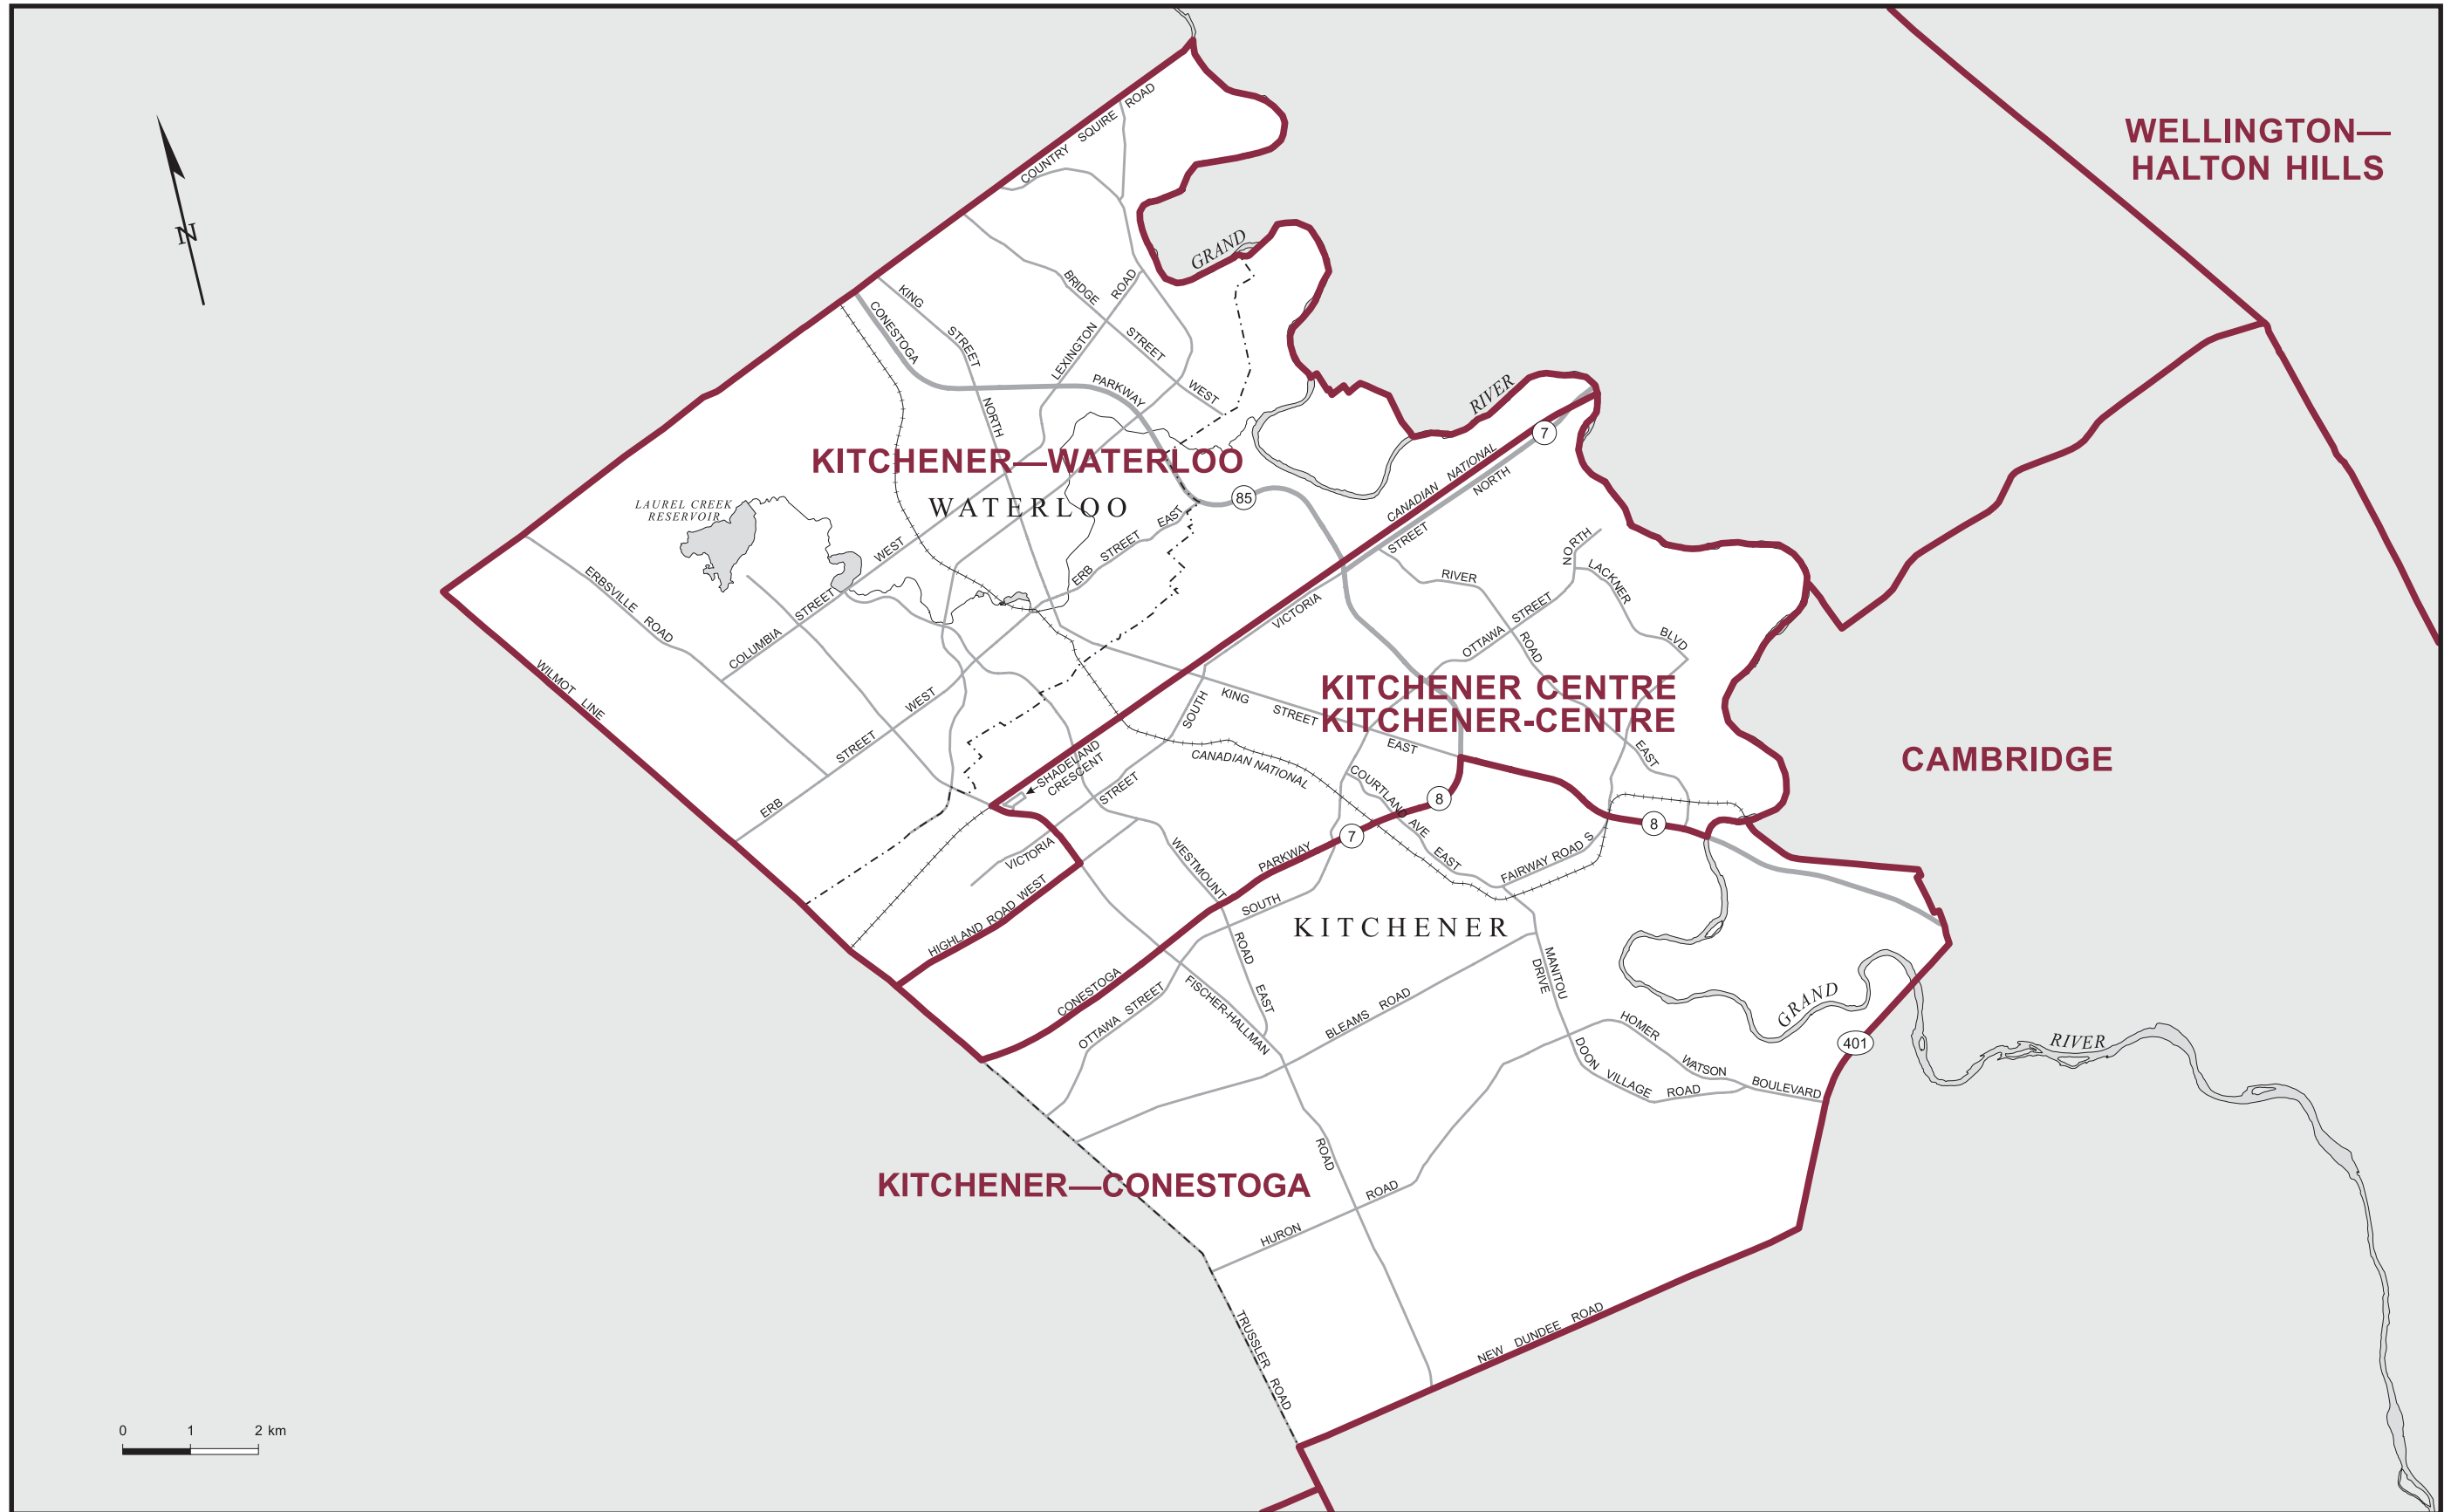 WELLINGTON—
HALTON HILLS
COUNTRY SQUIRE ROAD
N
GRAND
KING
STREET
NORTH
CONESTOGA
PARKWAY
BRIDGE
STREET
WEST
LEXINGTON ROAD
RIVER
7
CANADIAN NATIONAL
NORTH
STREET
VICTORIA
KITCHENER—WATERLOO
WATERLOO
85
LAUREL CREEK
RESERVOIR
ERB STREET EAST
COLUMBIA STREET WEST
ERBSVILLE
ROAD
WILMOT LINE
ERB STREET WEST
RIVER
ROAD
EAST
NORTH
OTTAWA STREET
LACKNER
BLVD
KITCHENER CENTRE
KITCHENER-CENTRE
KING STREET
EAST
SOUTH
CAMBRIDGE
SHADELAND
CRESCENT
STREET
VICTORIA
CANADIAN NATIONAL
COURTLAND AVE
EAST
8
8
7
FAIRWAY ROAD S
PARKWAY
CONESTOGA
WESTMOUNT
ROAD
EAST
HIGHLAND ROAD WEST
SOUTH
OTTAWA STREET
KITCHENER
FISCHER-HALLMAN
ROAD
BLEAMS ROAD
MANITOU
DRIVE
GRAND
RIVER
401
HOMER
WATSON
BOULEVARD
DOON
VILLAGE
ROAD
KITCHENER—CONESTOGA
HURON
ROAD
TRUSSLER
ROAD
NEW DUNDEE ROAD
0 1 2 km